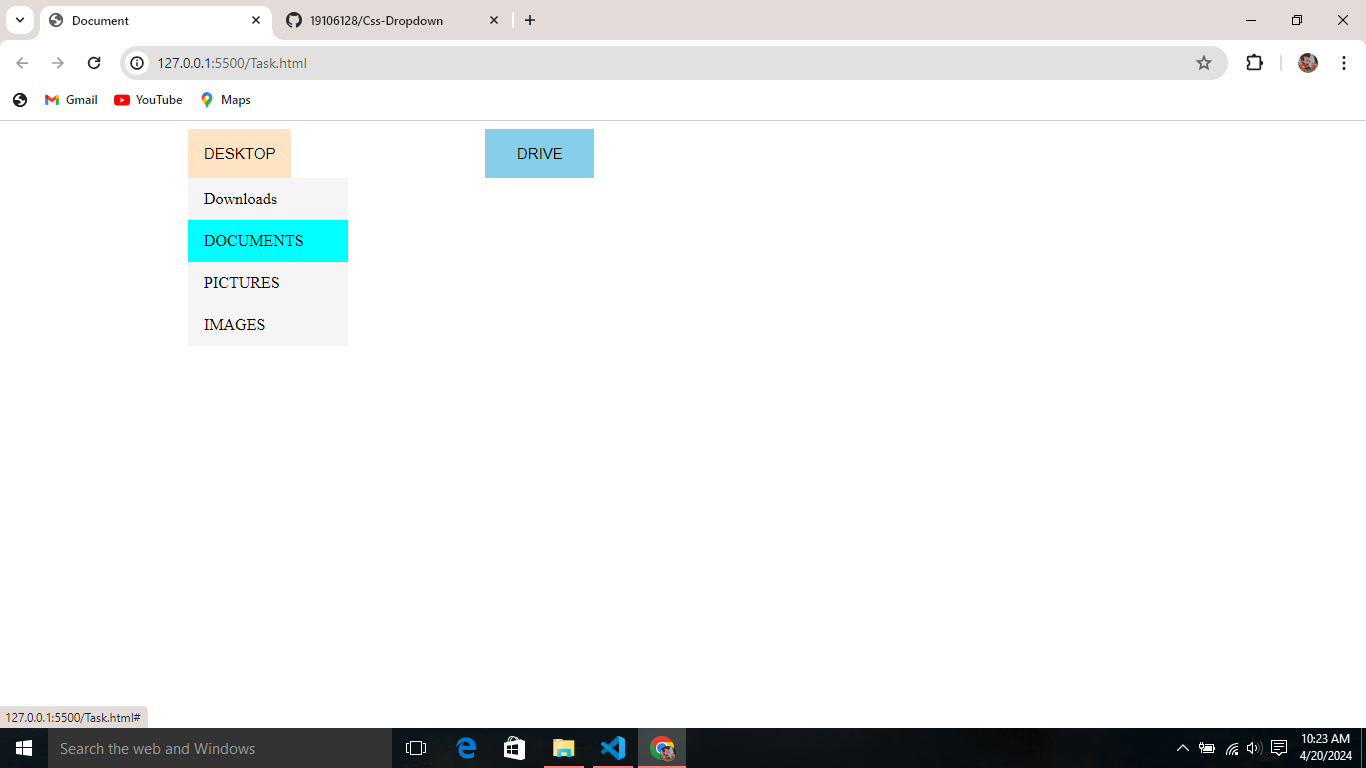 Document
19106128/Css-Dropdown
127.0.0.1:5500/Task.html
Gmail
YouTube
Maps
DESKTOP
DRIVE
Downloads
DOCUMENTS
PICTURES
IMAGES
127.0.0.1:5500/Task.html#
Search the web and Windows
10:23 AM
4/20/2024